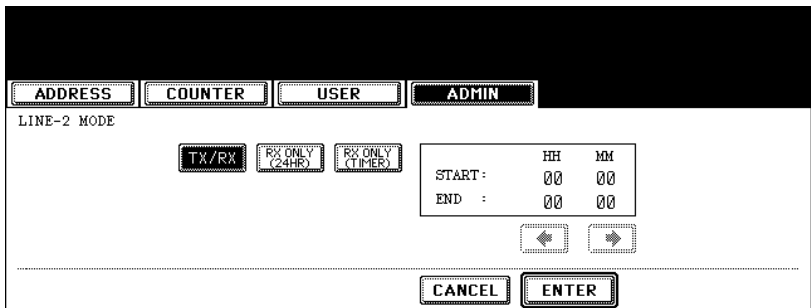 ADDRESS COUNTER USER ADMIN
LINE-2 MODE
TX/RX RX ONLY (24HR) RX ONLY (TIMER)
HH MM
START: 00 00
END : 00 00
CANCEL ENTER